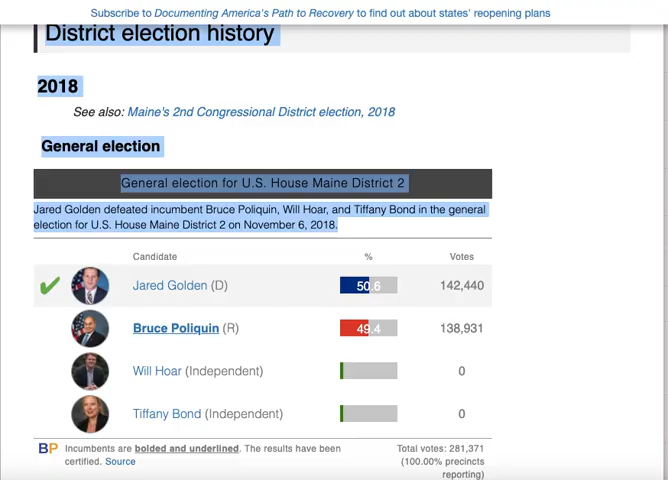 Subscribe to Documenting America's Path to Recovery to find out about states' reopening plans
District election history
2018
See also: Maine's 2nd Congressional District election, 2018
General election
General election for U.S. House Maine District 2
Jared Golden defeated incumbent Bruce Poliquin, Will Hoar, and Tiffany Bond in the general
election for U.S. House Maine District 2 on November 6, 2018.
Candidate % Votes
Jared Golden (D) 50.6 142,440
Bruce Poliquin (R) 49.4 138,931
Will Hoar (Independent) 0
Tiffany Bond (Independent) 0
BP Incumbents are bolded and underlined. The results have been
certified. Source
Total votes: 281,371
(100.00% precincts
reporting)